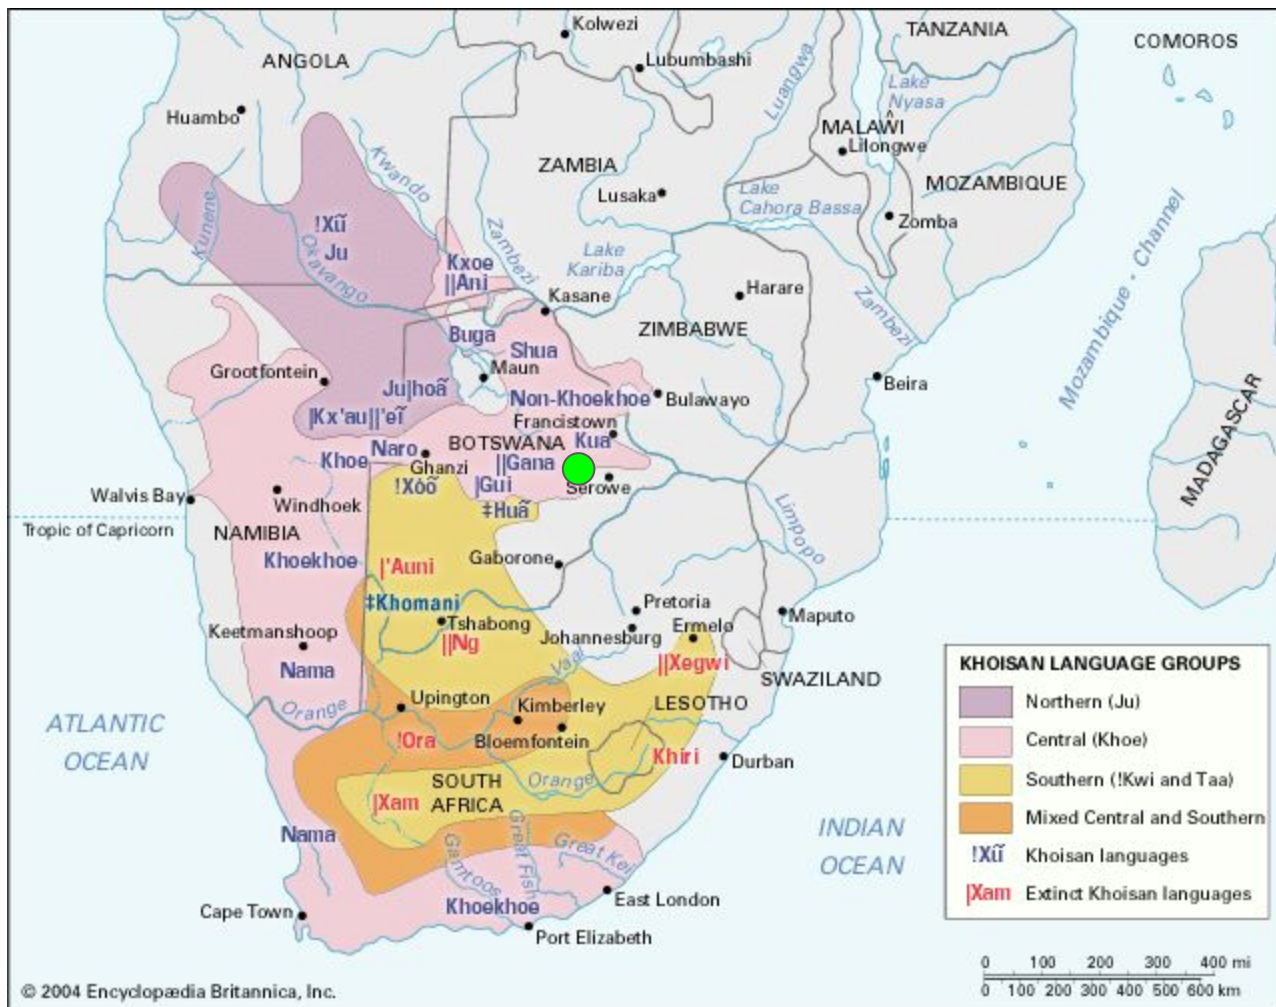 Kolwezi
TANZANIA
COMOROS
ANGOLA
Lubumbashi
Luangwa
Lake
Nyasa
Huambo
MALAWI
Lilongwe
Kwando
ZAMBIA
Lusaka
Lake
Cahora Bassa
MOZAMBIQUE
Zomba
Kunene
!Xũ
Ju
Okavango
Zambezi
Lake
Kariba
Kxoe
||Ani
Kasane
Harare
Zambezi
Mozambique • Channel
Buga
Shua
ZIMBABWE
Grootfontein
Maun
Ju|hoã
Non-Khoekhoe
Bulawayo
Beira
MADAGASCAR
|Kx'au||'eĩ
Francistown
Naro
BOTSWANA
Kua
Khoe
Ghanzi
||Gana
!Xóõ
|Gui
Serowe
Walvis Bay
Windhoek
ǂHuã
Limpopo
Tropic of Capricorn
NAMIBIA
Khoekhoe
|'Auni
Gaborone
ǂKhomani
Pretoria
Maputo
Keetmanshoop
Tshabong
Johannesburg
Ermelo
||Ng
Vaal
||Xegwi
Nama
SWAZILAND
Orange
Upington
Kimberley
LESOTHO
ATLANTIC
OCEAN
!Ora
Bloemfontein
Khiri
Durban
SOUTH
AFRICA
Orange
|Xam
Nama
Gamtoos
Great Fish
Great Kei
INDIAN
OCEAN
Cape Town
Khoekhoe
East London
Port Elizabeth
KHOISAN LANGUAGE GROUPS
Northern (Ju)
Central (Khoe)
Southern (!Kwi and Taa)
Mixed Central and Southern
!Xũ Khoisan languages
|Xam Extinct Khoisan languages
0 100 200 300 400 mi
0 100 200 300 400 500 600 km
© 2004 Encyclopædia Britannica, Inc.